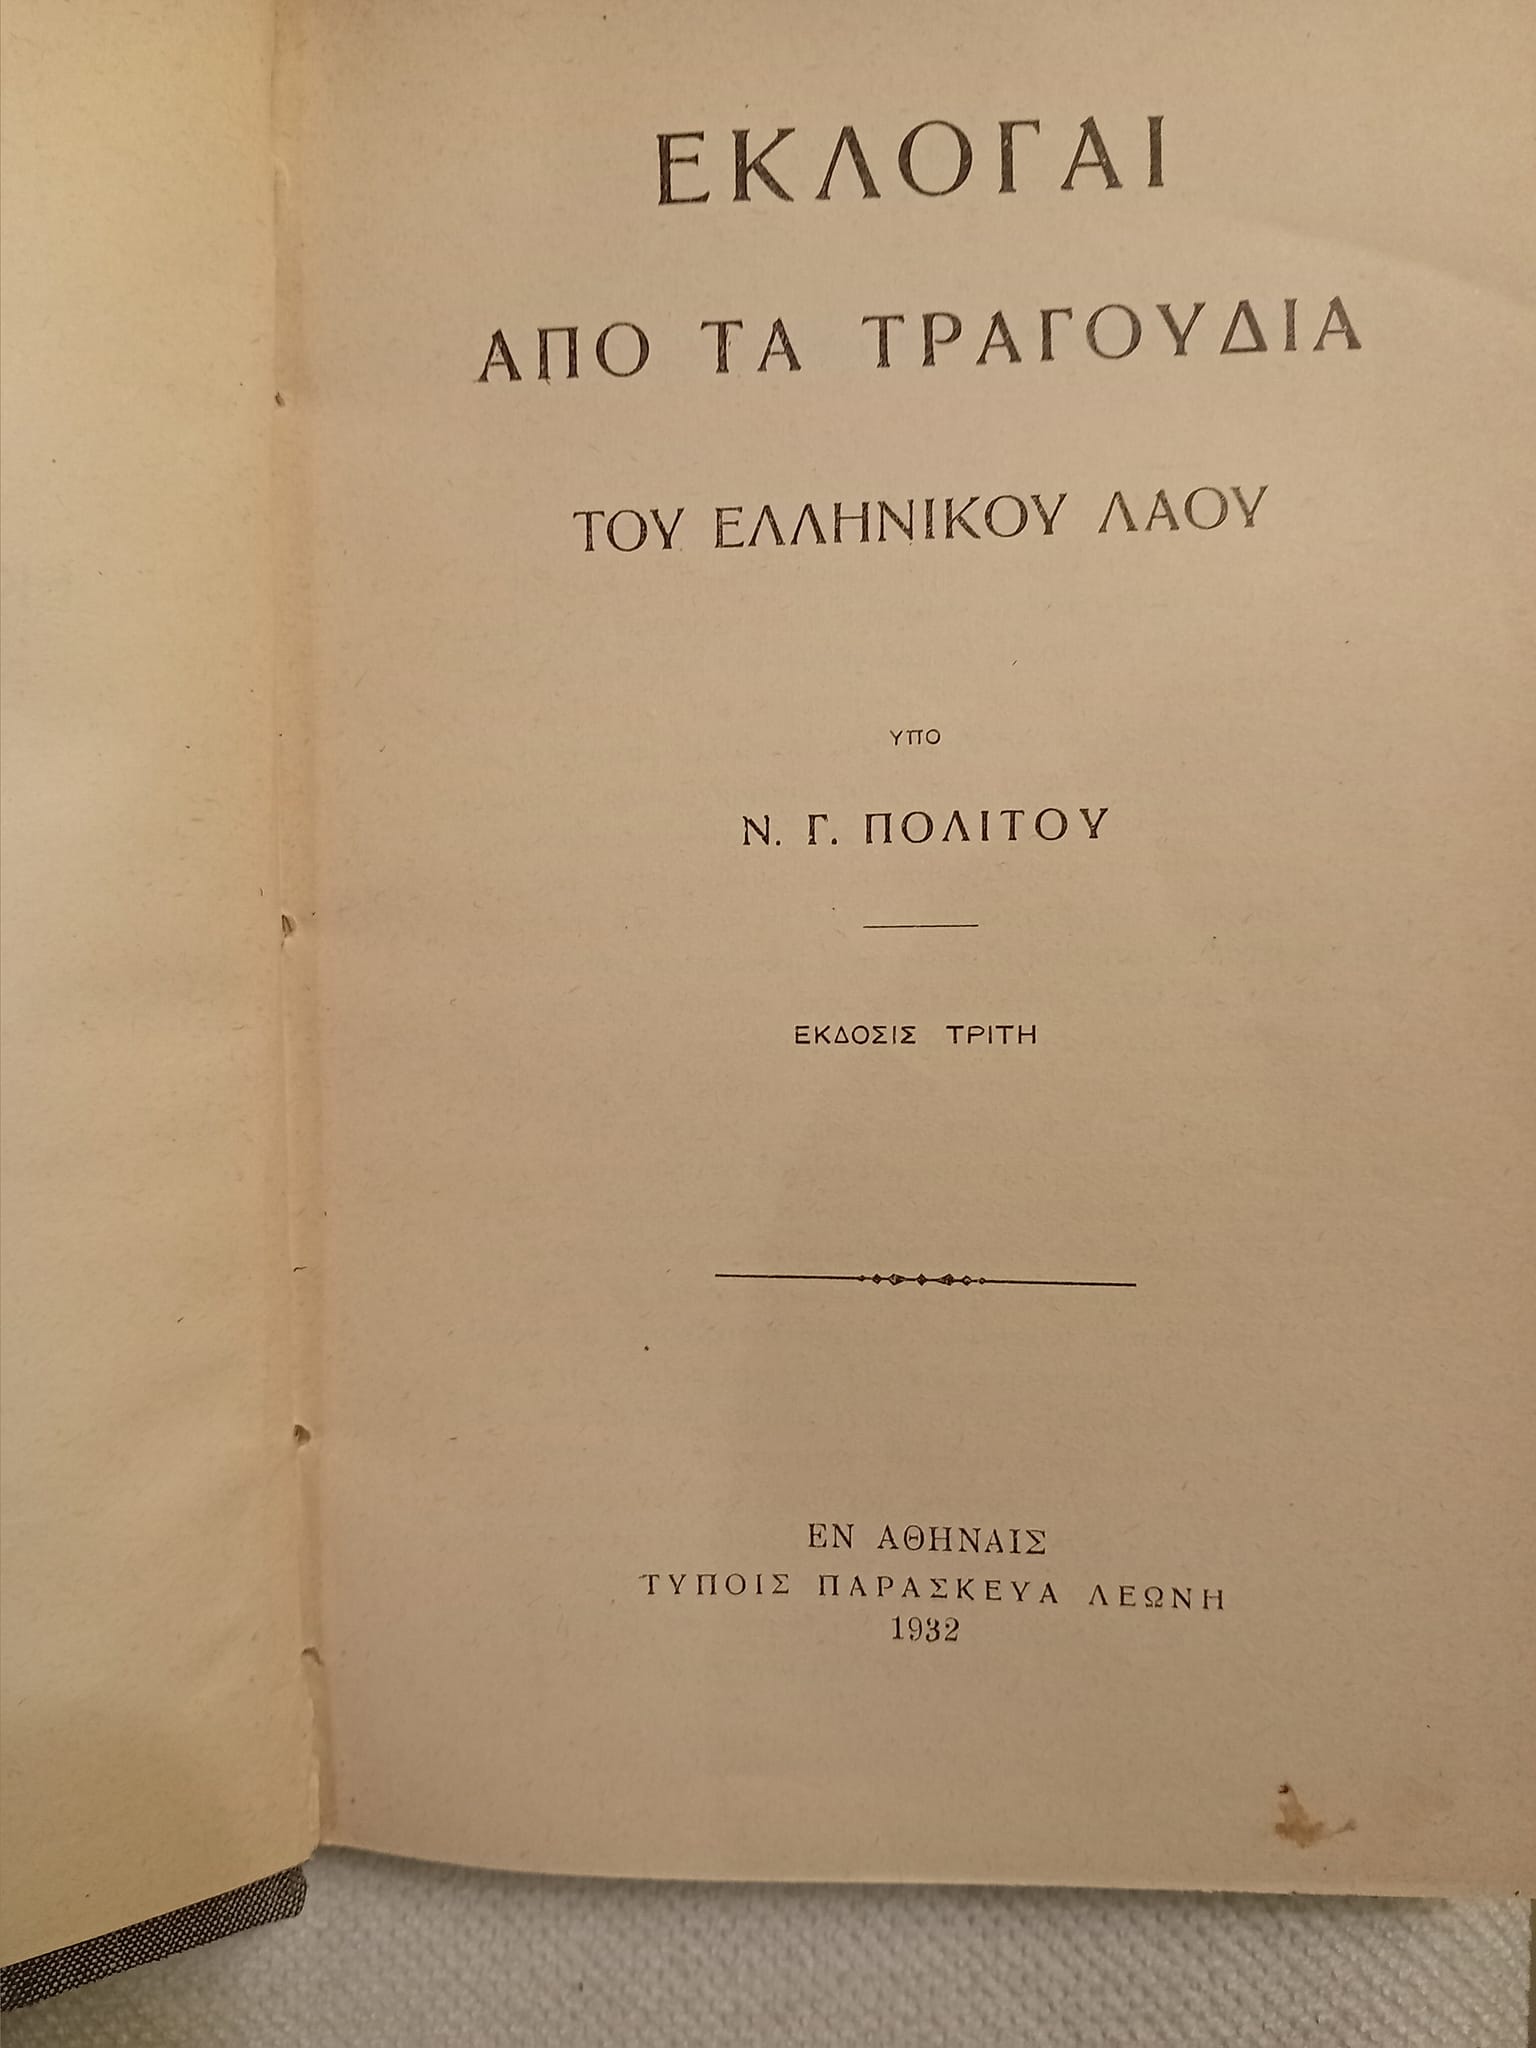 ΕΚΛΟΓΑΙ
ΑΠΟ ΤΑ ΤΡΑΓΟΥΔΙΑ
ΤΟΥ ΕΛΛΗΝΙΚΟΥ ΛΑΟΥ
ΥΠΟ
Ν. Γ. ΠΟΛΙΤΟΥ
ΕΚΔΟΣΙΣ ΤΡΙΤΗ
ΕΝ ΑΘΗΝΑΙΣ
ΤΥΠΟΙΣ ΠΑΡΑΣΚΕΥΑ ΛΕΩΝΗ
1932